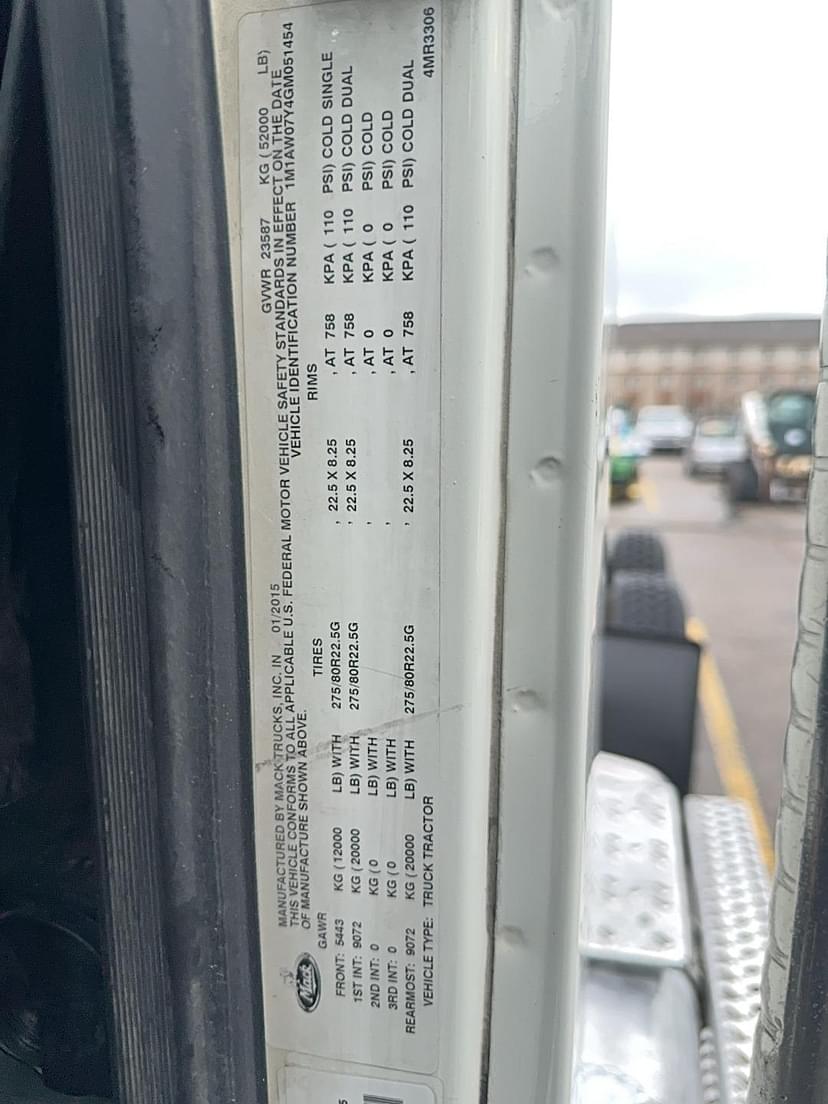 MANUFACTURED BY MACK TRUCKS, INC. IN 01/2015 GVWR 23587 KG ( 52000 LB)
THIS VEHICLE CONFORMS TO ALL APPLICABLE U.S. FEDERAL MOTOR VEHICLE SAFETY STANDARDS IN EFFECT ON THE DATE
OF MANUFACTURE SHOWN ABOVE. VEHICLE IDENTIFICATION NUMBER 1M1AW07Y4GM051454
GAWR TIRES RIMS
FRONT: 5443 KG ( 12000 LB) WITH 275/80R22.5G , 22.5 X 8.25 , AT 758 KPA ( 110 PSI) COLD SINGLE
1ST INT: 9072 KG ( 20000 LB) WITH 275/80R22.5G , 22.5 X 8.25 , AT 758 KPA ( 110 PSI) COLD DUAL
2ND INT: 0 KG ( 0 LB) WITH , , AT 0 KPA ( 0 PSI) COLD
3RD INT: 0 KG ( 0 LB) WITH , , AT 0 KPA ( 0 PSI) COLD
REARMOST: 9072 KG ( 20000 LB) WITH 275/80R22.5G , 22.5 X 8.25 , AT 758 KPA ( 110 PSI) COLD DUAL
VEHICLE TYPE: TRUCK TRACTOR 4MR3306
Mack